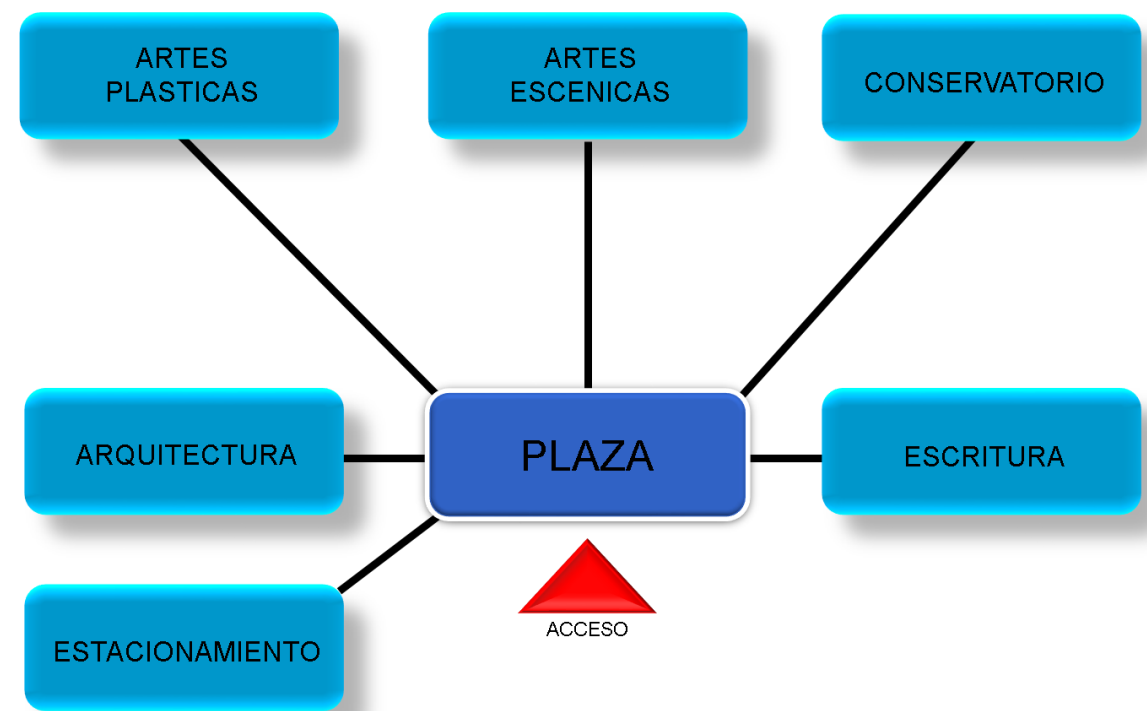 ARTES
PLASTICAS
ARTES
ESCENICAS
CONSERVATORIO
ARQUITECTURA
PLAZA
ESCRITURA
ESTACIONAMIENTO
ACCESO